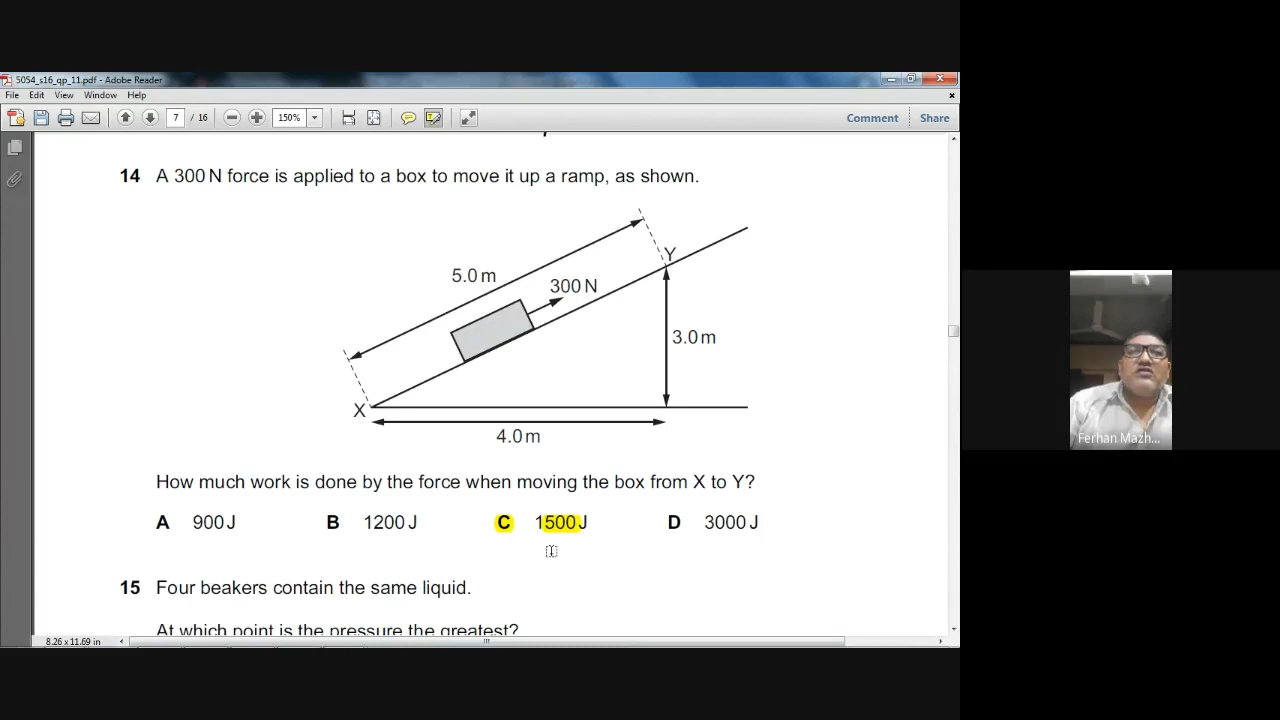 5054_s16_qp_11.pdf - Adobe Reader
File Edit View Window Help
7 / 16 150% Comment Share
14 A 300 N force is applied to a box to move it up a ramp, as shown.
Y
5.0 m
300 N
3.0 m
X
4.0 m
How much work is done by the force when moving the box from X to Y?
A 900 J B 1200 J C 1500 J D 3000 J
15 Four beakers contain the same liquid.
At which point is the pressure the greatest?
8.26 x 11.69 in
Ferhan Mazh...